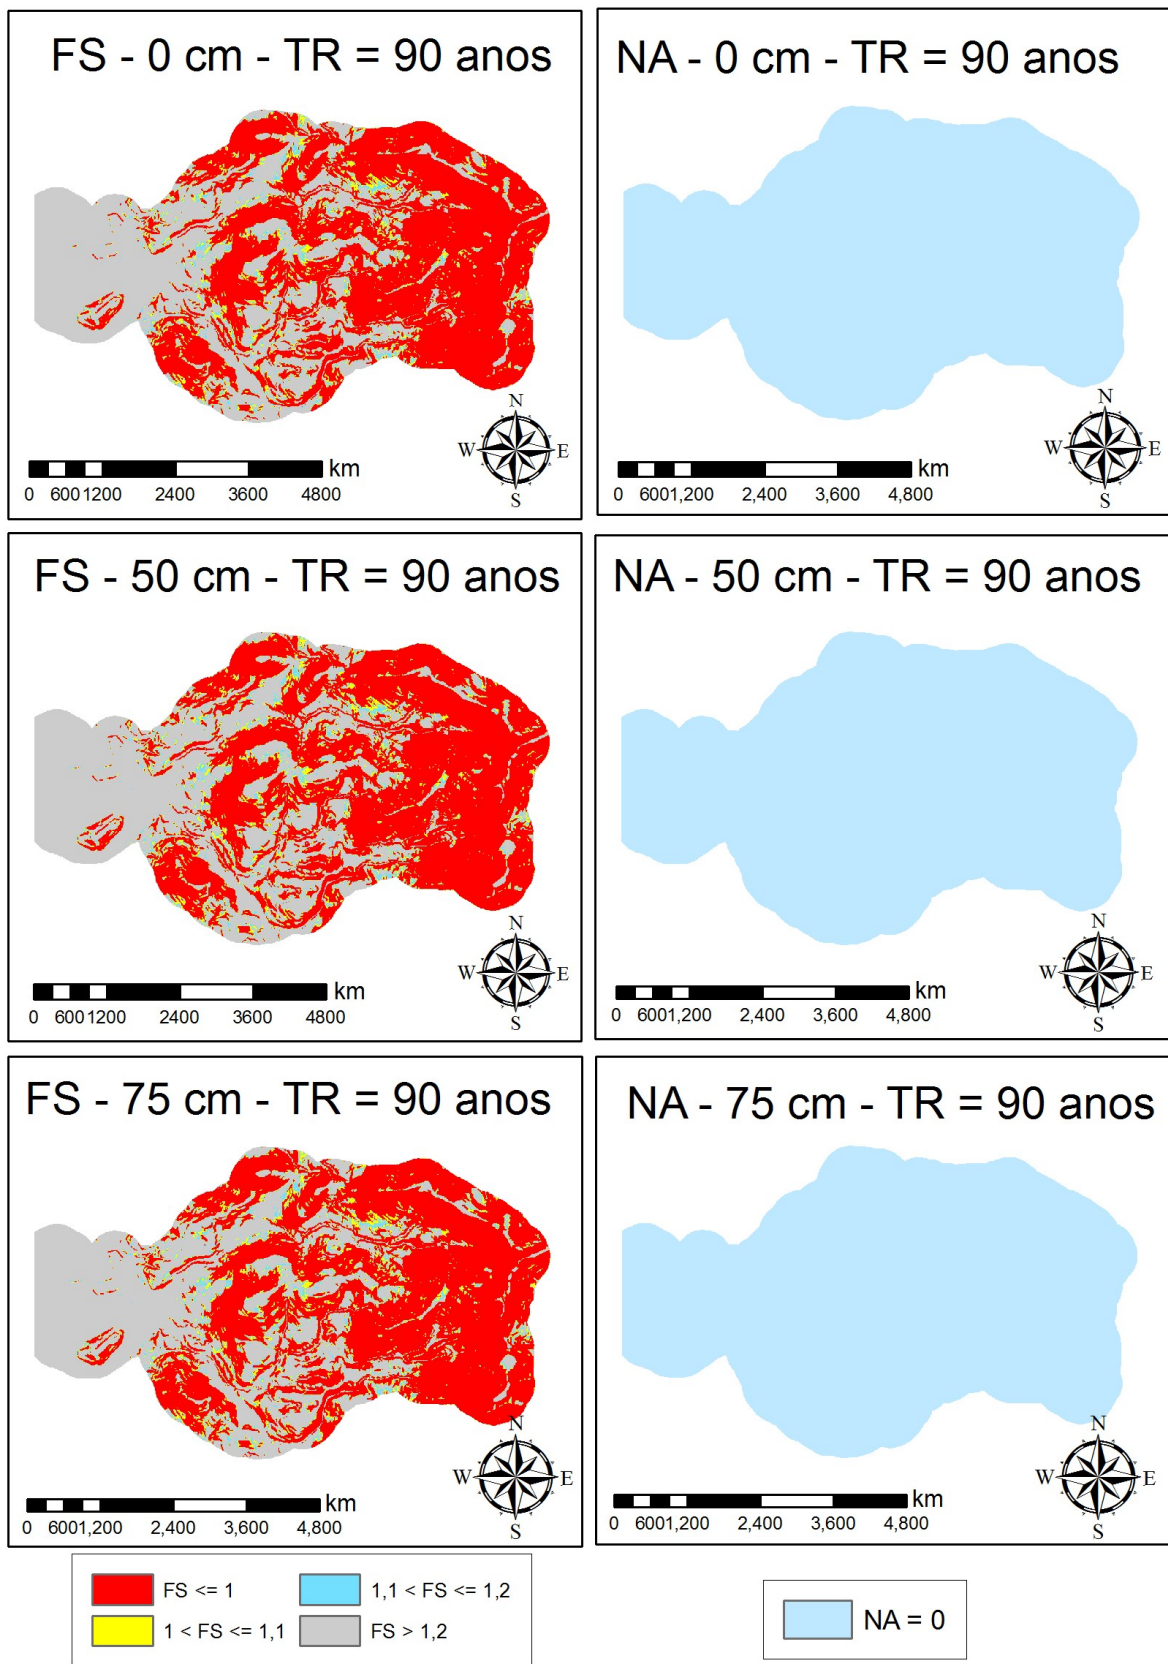 FS - 0 cm - TR = 90 anos
N
W E
S
km
0 600 1200 2400 3600 4800
NA - 0 cm - TR = 90 anos
N
W E
S
km
0 6001,200 2,400 3,600 4,800
FS - 50 cm - TR = 90 anos
N
W E
S
km
0 600 1200 2400 3600 4800
NA - 50 cm - TR = 90 anos
N
W E
S
km
0 6001,200 2,400 3,600 4,800
FS - 75 cm - TR = 90 anos
N
W E
S
km
0 6001,200 2,400 3,600 4,800
NA - 75 cm - TR = 90 anos
N
W E
S
km
0 6001,200 2,400 3,600 4,800
FS <= 1
1,1 < FS <= 1,2
1 < FS <= 1,1
FS > 1,2
NA = 0